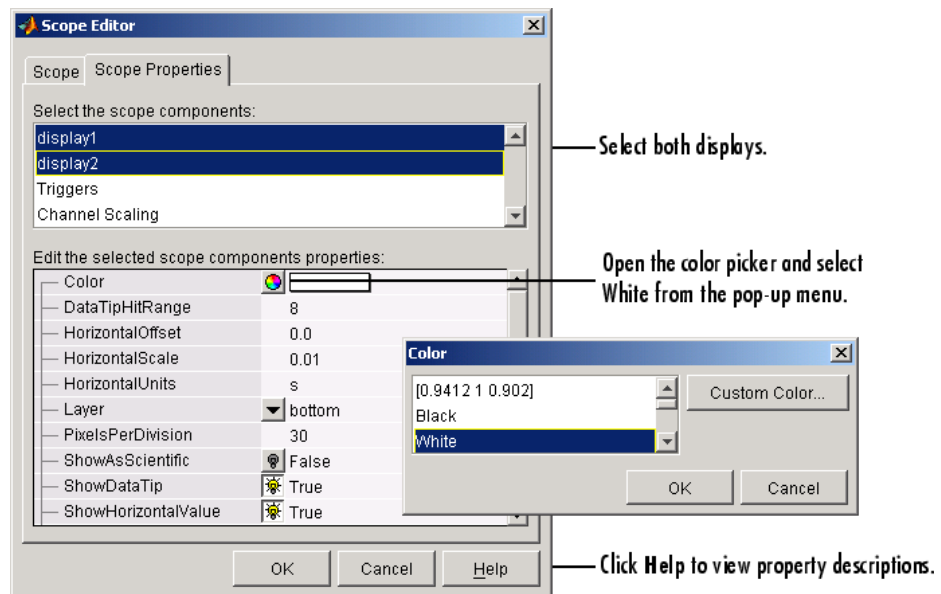 Scope Editor
Scope
Scope Properties
Select the scope components:
display1
display2
Triggers
Channel Scaling
Select both displays.
Edit the selected scope components properties:
Color
DataTipHitRange 8
HorizontalOffset 0.0
HorizontalScale 0.01
HorizontalUnits s
Layer bottom
PixelsPerDivision 30
ShowAsScientific False
ShowDataTip True
ShowHorizontalValue True
Open the color picker and select
White from the pop-up menu.
Color
[0.9412 1 0.902]
Black
White
Custom Color...
OK
Cancel
OK
Cancel
Help
Click Help to view property descriptions.